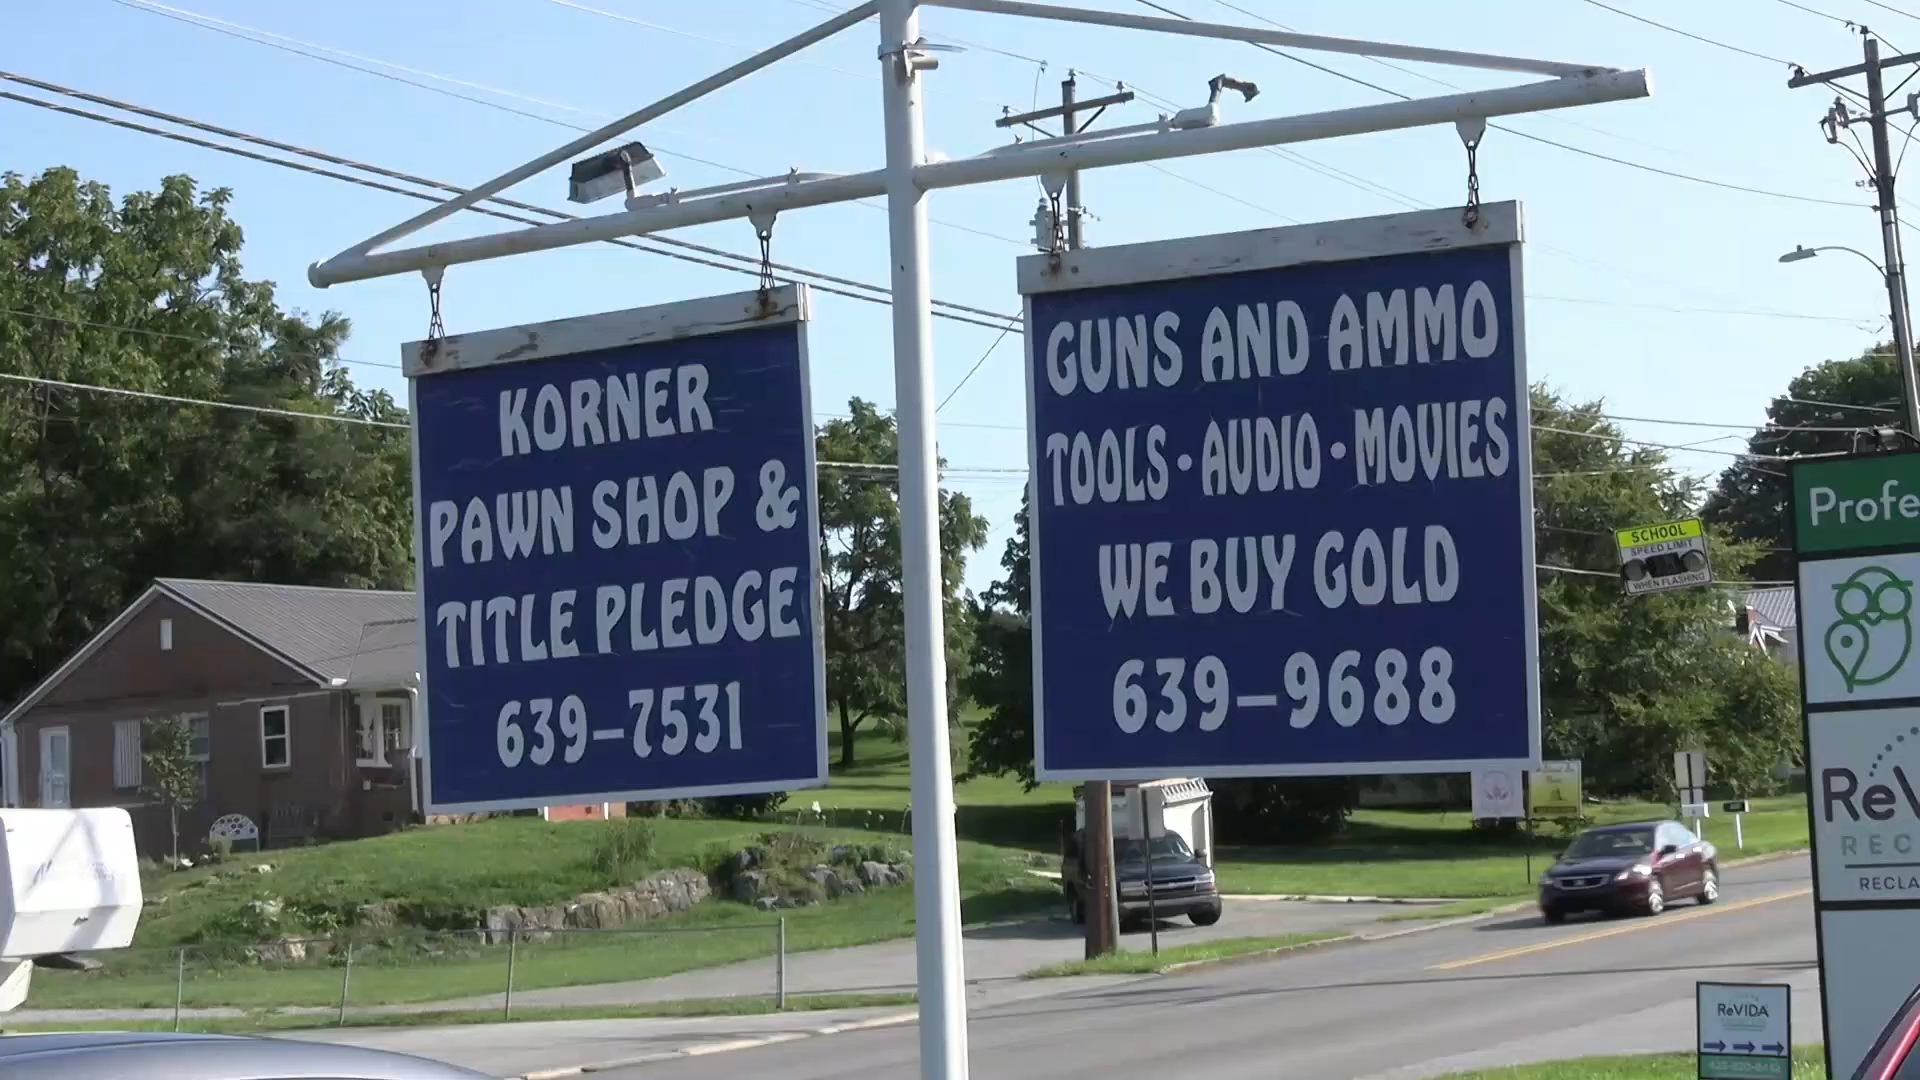 KORNER
PAWN SHOP &
TITLE PLEDGE
639-7531
GUNS AND AMMO
TOOLS • AUDIO • MOVIES
WE BUY GOLD
639-9688
SCHOOL
SPEED LIMIT
WHEN FLASHING
Profe
ReV
REC
RECLA
ReVIDA